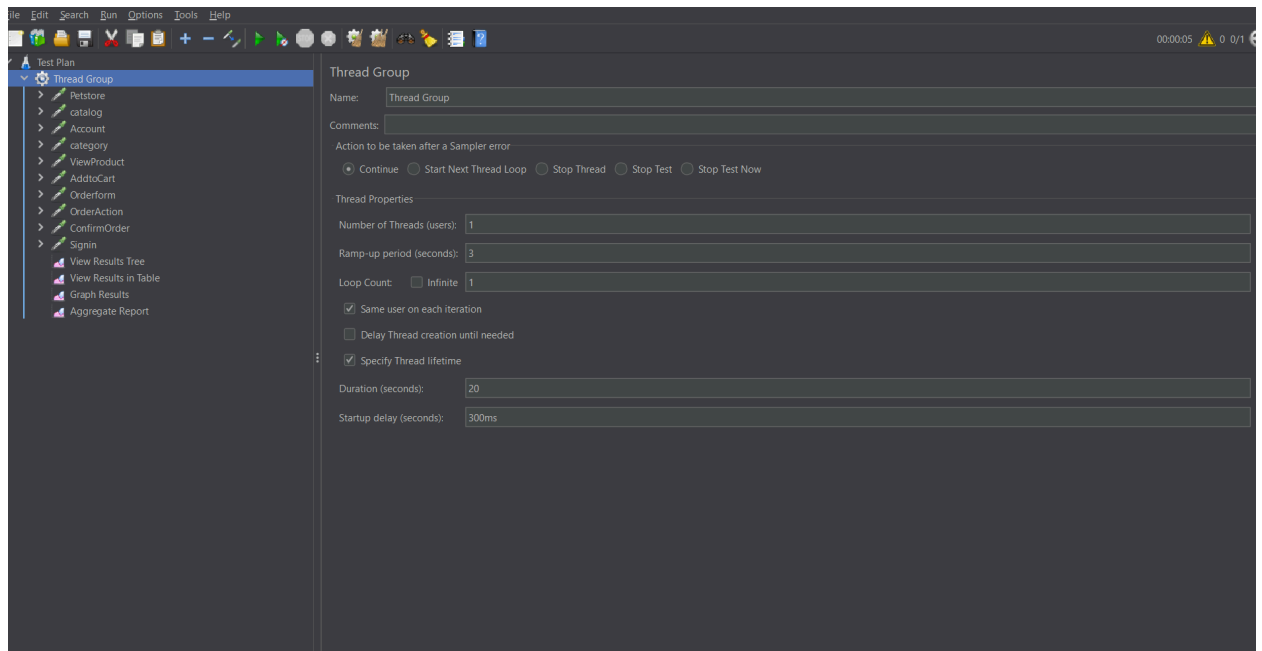 ile Edit Search Run Options Tools Help
00:00:05 0 0/1
Test Plan
Thread Group
Petstore
catalog
Account
category
ViewProduct
AddtoCart
Orderform
OrderAction
ConfirmOrder
Signin
View Results Tree
View Results in Table
Graph Results
Aggregate Report
Thread Group
Name: Thread Group
Comments:
Action to be taken after a Sampler error
Continue Start Next Thread Loop Stop Thread Stop Test Stop Test Now
Thread Properties
Number of Threads (users): 1
Ramp-up period (seconds): 3
Loop Count: Infinite 1
Same user on each iteration
Delay Thread creation until needed
Specify Thread lifetime
Duration (seconds): 20
Startup delay (seconds): 300ms